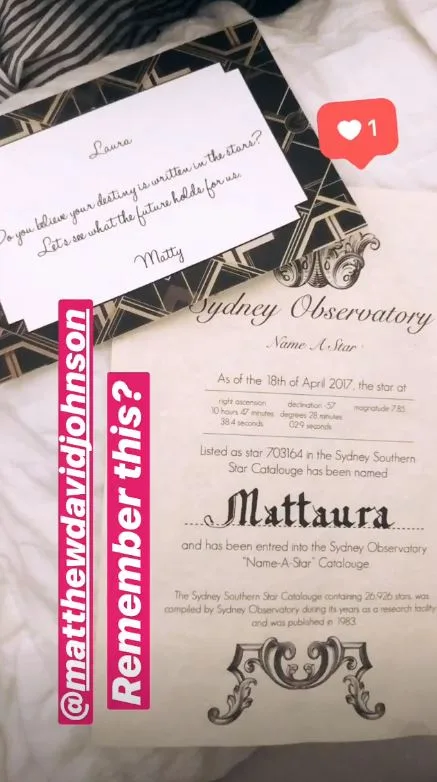 Laura
Do you believe your destiny is written in the stars?
Let's see what the future holds for us.
Matty
1
Sydney Observatory
Name A Star
As of the 18th of April 2017, the star at
right ascension
10 hours 47 minutes
38.4 seconds
declination -57
degrees 28 minutes
02.9 seconds
magnatude 7.85
Listed as star 703164 in the Sydney Southern
Star Catalouge has been named
Mattaura
and has been entred into the Sydney Observatory
"Name-A-Star" Catalouge
The Sydney Southern Star Catalouge containing 26,926 stars, was
compiled by Sydney Observatory during its years as a research facility
and was published in 1983.
@matthewdavidjohnson
Remember this?